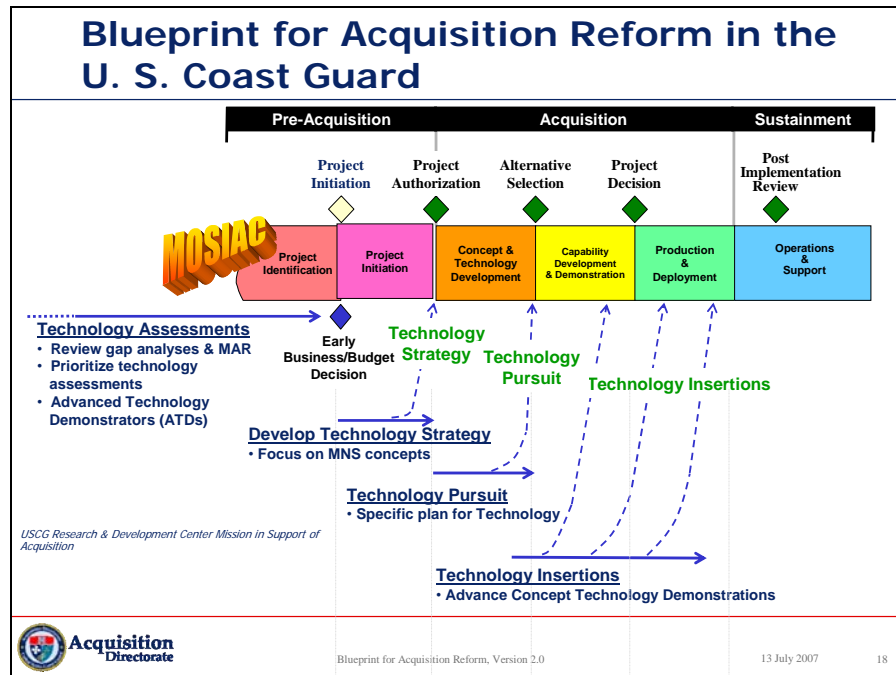 Blueprint for Acquisition Reform in the
U. S. Coast Guard
Pre-Acquisition
Acquisition
Sustainment
Project
Initiation
Project
Authorization
Alternative
Selection
Project
Decision
Post
Implementation
Review
MOSIAC
Project
Identification
Project
Initiation
Concept &
Technology
Development
Capability
Development
& Demonstration
Production
&
Deployment
Operations
&
Support
Technology Assessments
• Review gap analyses & MAR
• Prioritize technology
assessments
• Advanced Technology
Demonstrators (ATDs)
Early
Business/Budget
Decision
Technology
Strategy
Technology
Pursuit
Technology Insertions
Develop Technology Strategy
• Focus on MNS concepts
Technology Pursuit
• Specific plan for Technology
USCG Research & Development Center Mission in Support of
Acquisition
Technology Insertions
• Advance Concept Technology Demonstrations
Acquisition
Directorate
Blueprint for Acquisition Reform, Version 2.0
13 July 2007
18